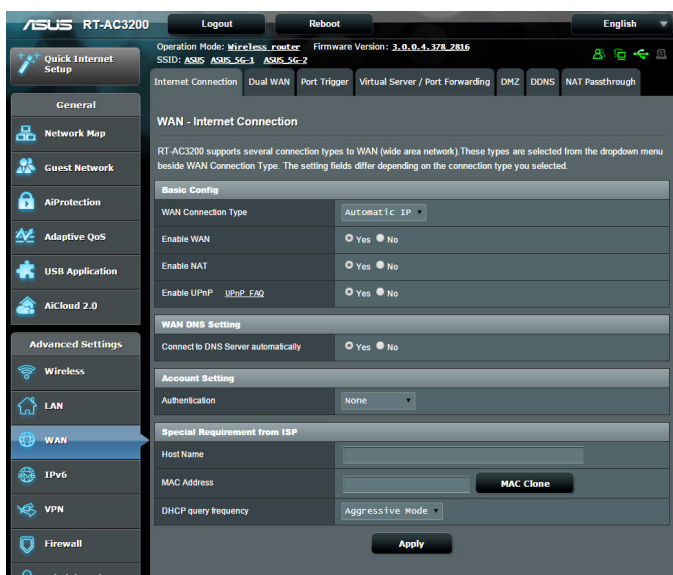 ASUS RT-AC3200 Logout Reboot English
Quick Internet Setup
Operation Mode: Wireless router Firmware Version: 3.0.0.4.378_2816
SSID: ASUS ASUS_5G-1 ASUS_5G-2
Internet Connection Dual WAN Port Trigger Virtual Server / Port Forwarding DMZ DDNS NAT Passthrough
General
Network Map
Guest Network
AiProtection
Adaptive QoS
USB Application
AiCloud 2.0
Advanced Settings
Wireless
LAN
WAN
IPv6
VPN
Firewall
WAN - Internet Connection
RT-AC3200 supports several connection types to WAN (wide area network).These types are selected from the dropdown menu
beside WAN Connection Type. The setting fields differ depending on the connection type you selected.
Basic Config
WAN Connection Type Automatic IP
Enable WAN Yes No
Enable NAT Yes No
Enable UPnP UPnP FAQ Yes No
WAN DNS Setting
Connect to DNS Server automatically Yes No
Account Setting
Authentication None
Special Requirement from ISP
Host Name
MAC Address MAC Clone
DHCP query frequency Aggressive Mode
Apply